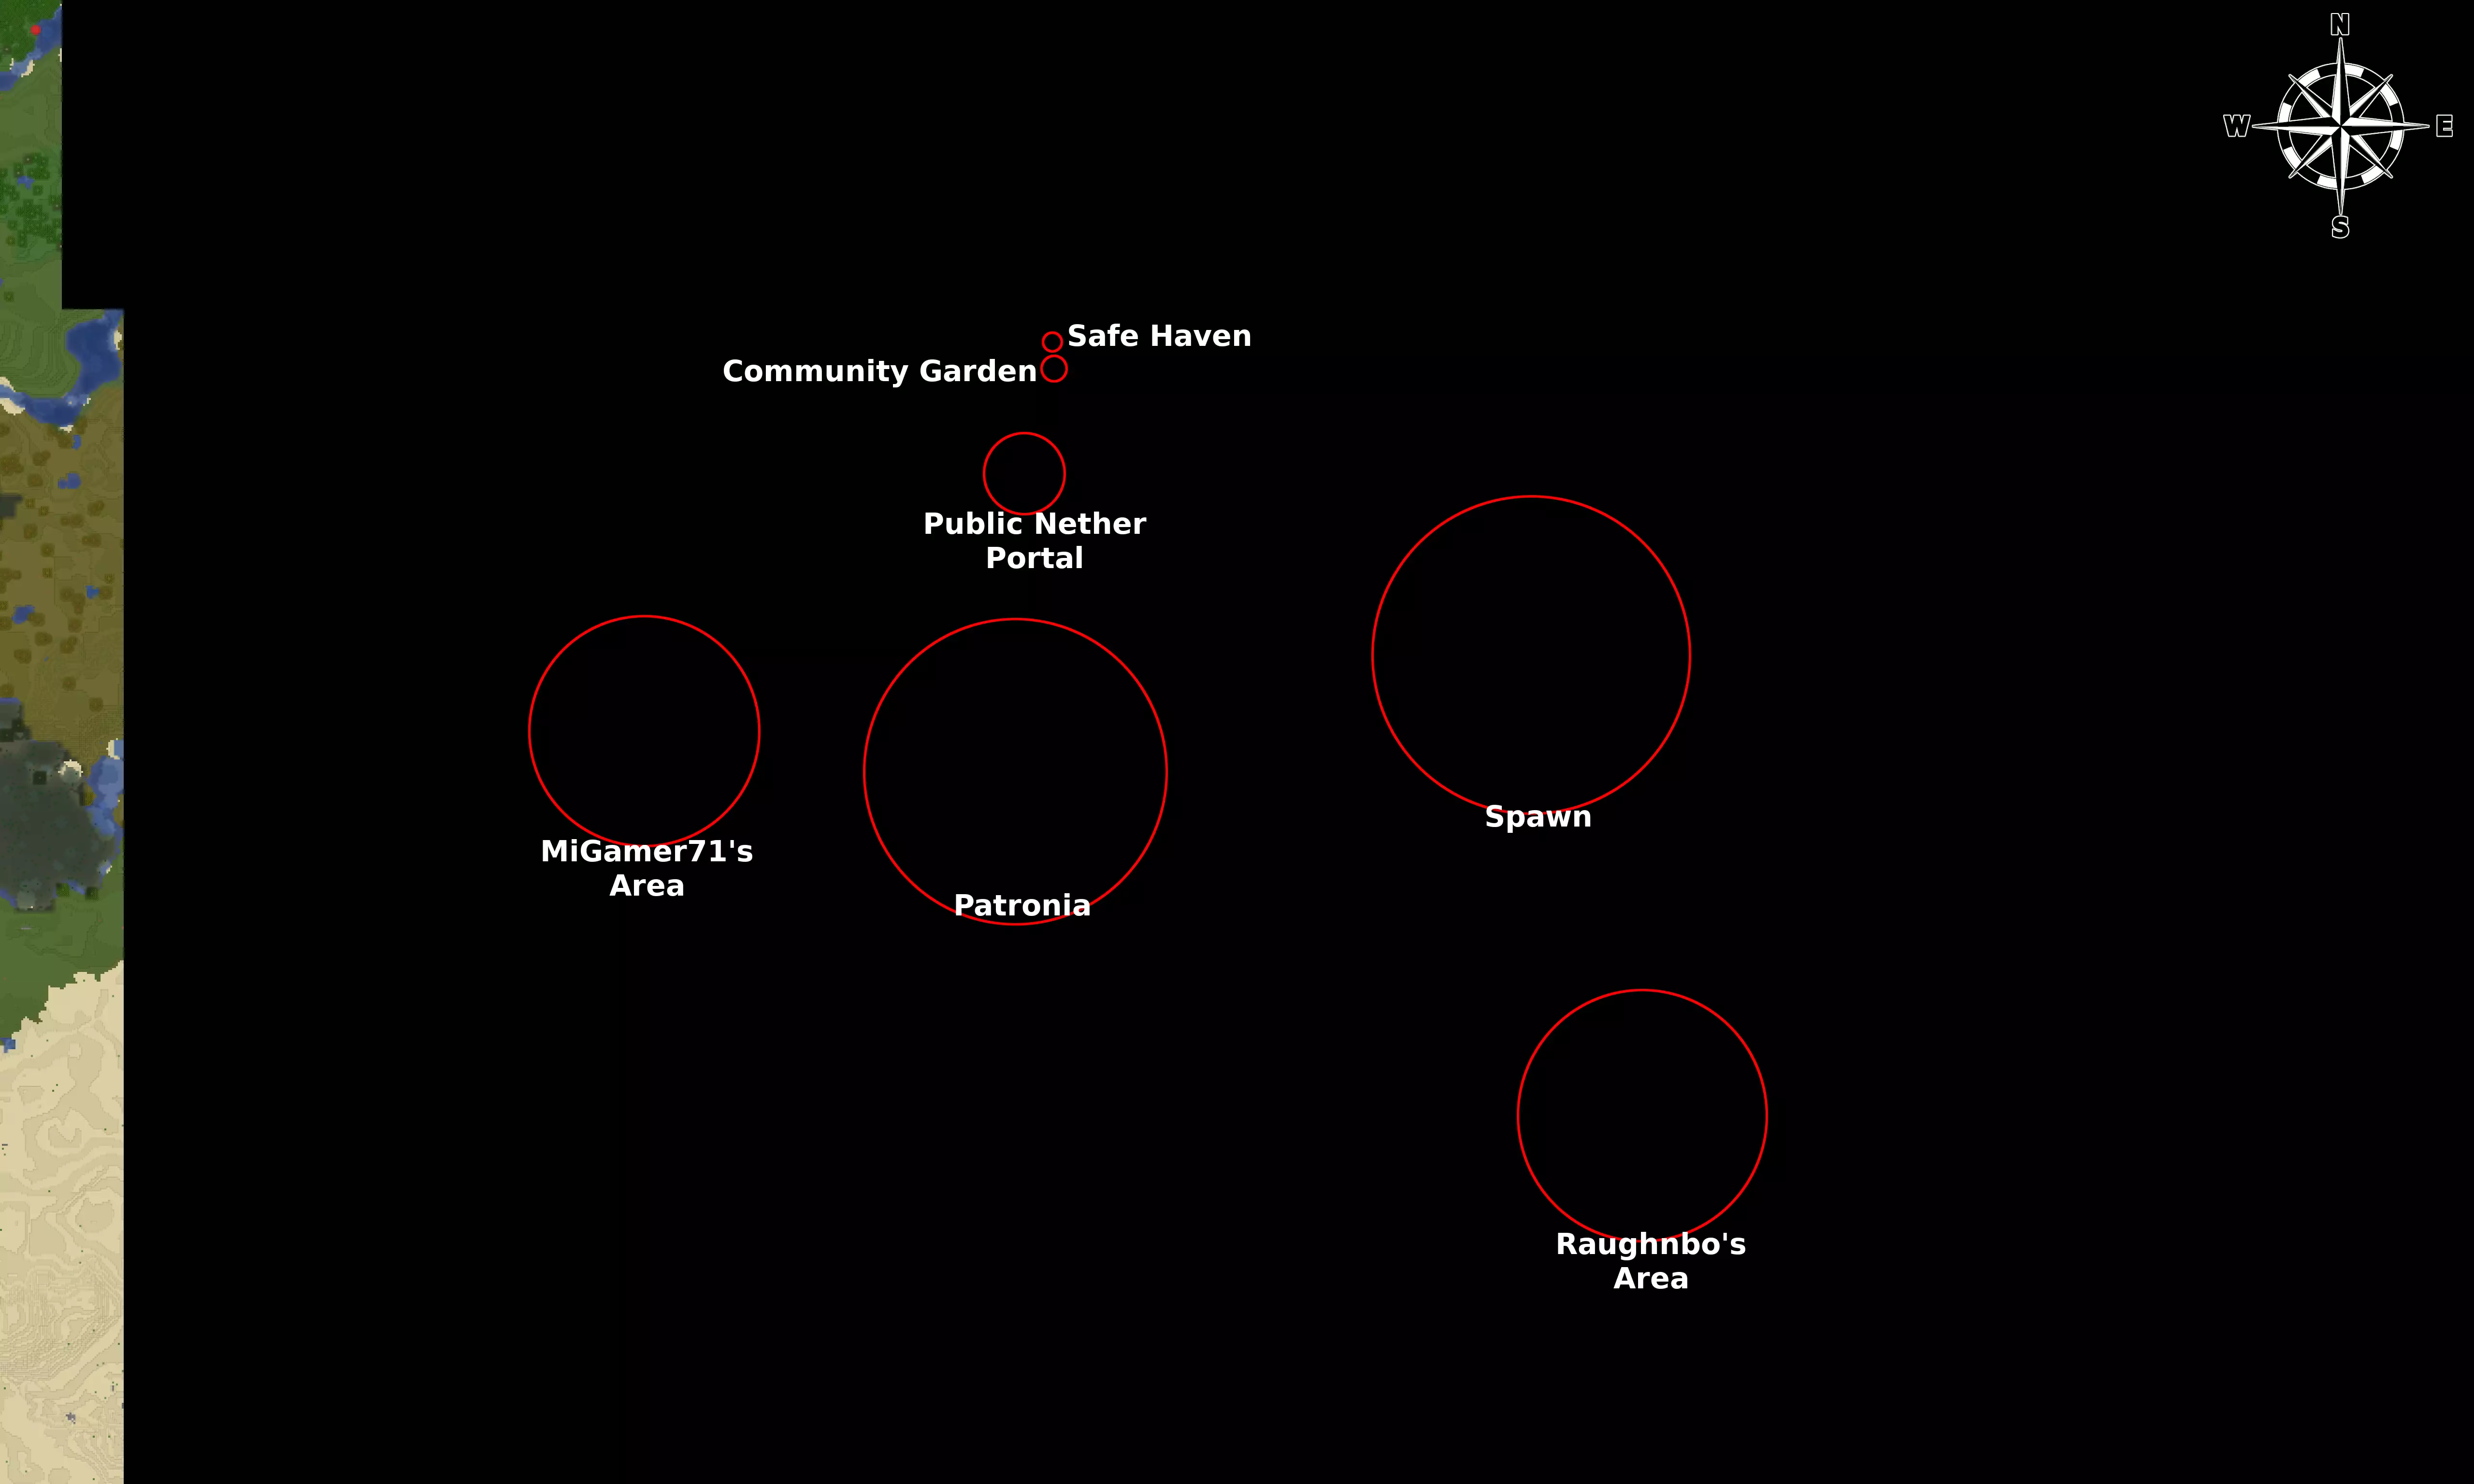 N
W
E
S
Safe Haven
Community Garden
Public Nether
Portal
Spawn
MiGamer71's
Area
Patronia
Raughnbo's
Area